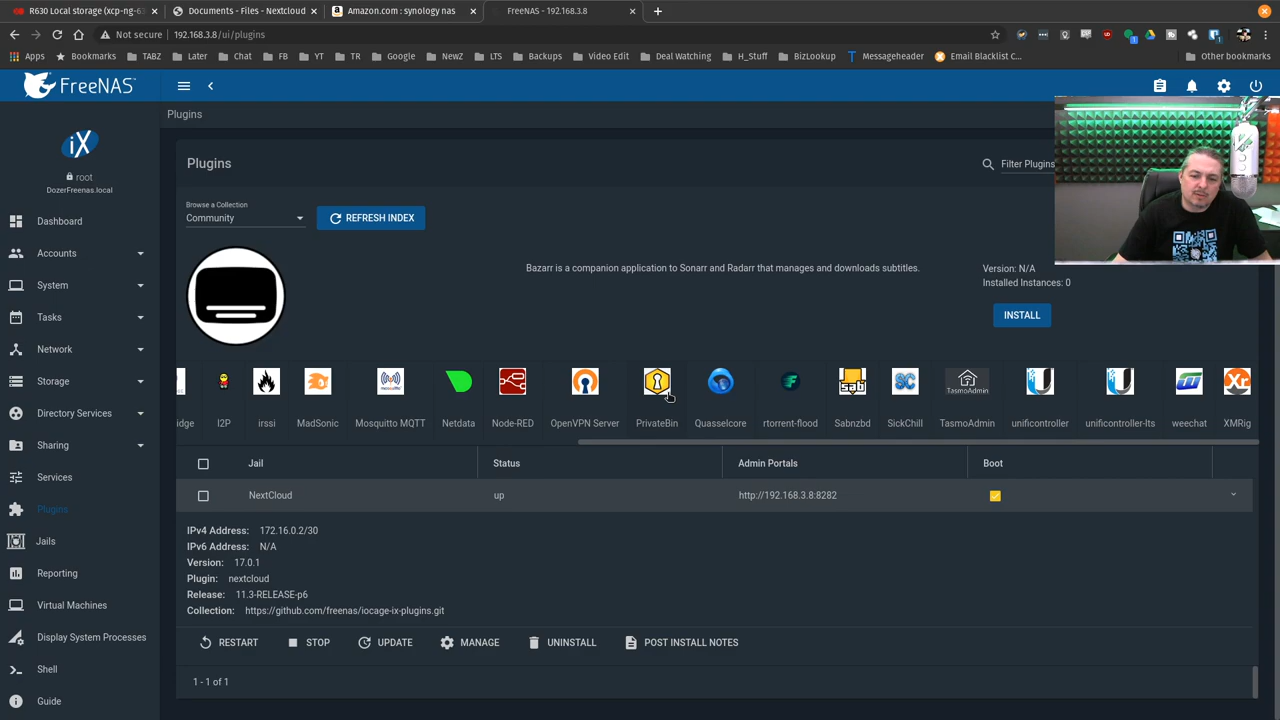 R630 Local storage (xcp-ng-63
Documents - Files - Nextcloud
Amazon.com : synology nas
FreeNAS - 192.168.3.8
Not secure | 192.168.3.8/ui/plugins
Apps
Bookmarks
TABZ
Later
Chat
FB
YT
TR
Google
NewZ
LTS
Backups
Video Edit
Deal Watching
H_Stuff
BizLookup
Messageheader
Email Blacklist C...
Other bookmarks
FreeNAS
Plugins
iX
root
DozerFreenas.local
Dashboard
Accounts
System
Tasks
Network
Storage
Directory Services
Sharing
Services
Plugins
Jails
Reporting
Virtual Machines
Display System Processes
Shell
Guide
Plugins
Filter Plugins
Browse a Collection
Community
REFRESH INDEX
Bazarr is a companion application to Sonarr and Radarr that manages and downloads subtitles.
Version: N/A
Installed Instances: 0
INSTALL
idge
I2P
irssi
MadSonic
Mosquitto MQTT
Netdata
Node-RED
OpenVPN Server
PrivateBin
Quasselcore
rtorrent-flood
Sabnzbd
SickChill
TasmoAdmin
unificontroller
unificontroller-lts
weechat
XMRig
Jail
Status
Admin Portals
Boot
NextCloud
up
http://192.168.3.8:8282
IPv4 Address: 172.16.0.2/30
IPv6 Address: N/A
Version: 17.0.1
Plugin: nextcloud
Release: 11.3-RELEASE-p6
Collection: https://github.com/freenas/iocage-ix-plugins.git
RESTART
STOP
UPDATE
MANAGE
UNINSTALL
POST INSTALL NOTES
1 - 1 of 1